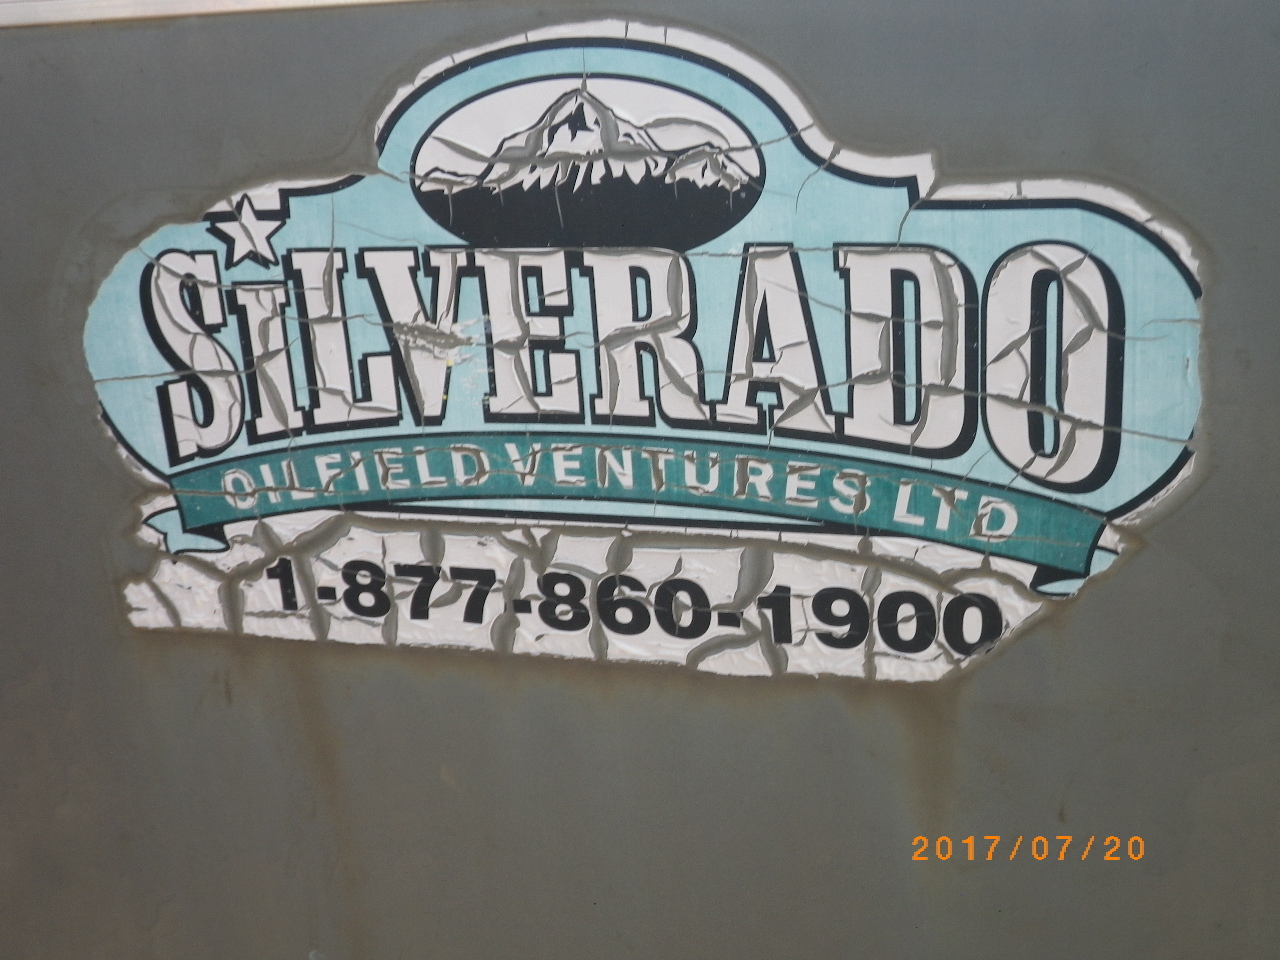 SiLVERADO
OILFIELD VENTURES LTD
1-877-860-1900
2017/07/20